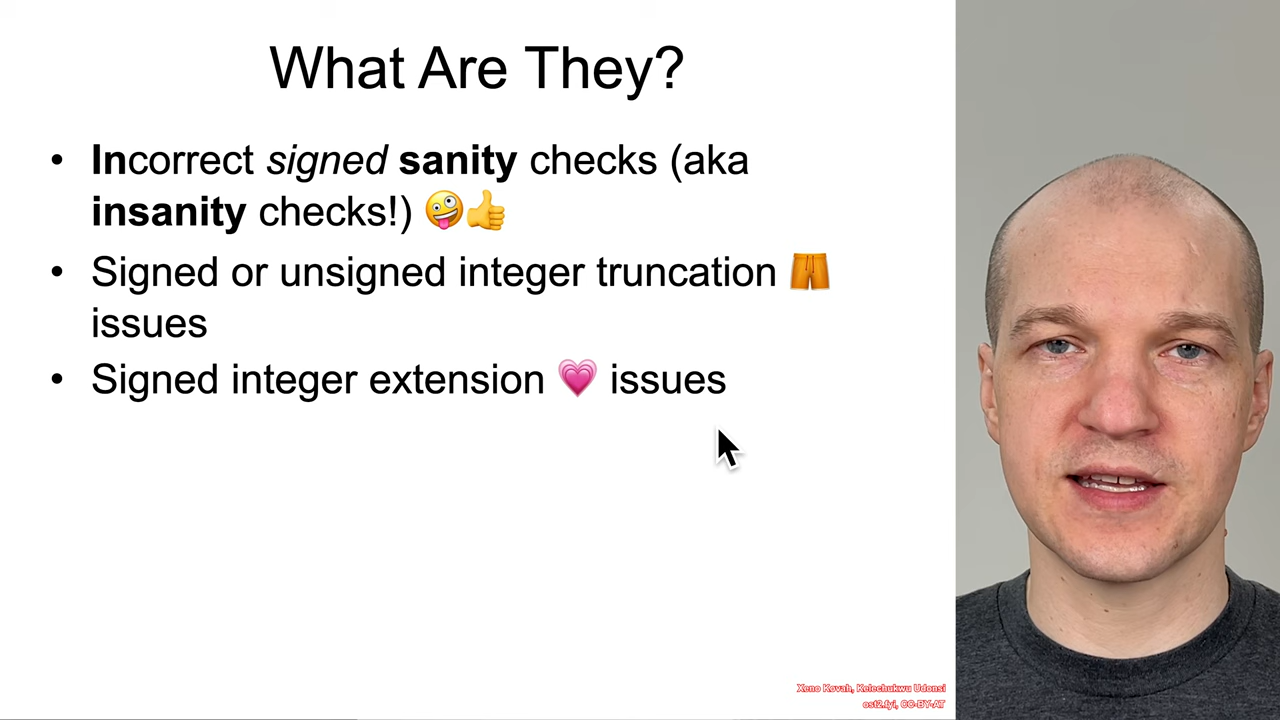 What Are They?
• Incorrect signed sanity checks (aka
insanity checks!) 🤪👍
• Signed or unsigned integer truncation 🩳
issues
• Signed integer extension 💗 issues
Xeno Kovah, Kelechukwu Udonsi
ost2.fyi, CC-BY-AT